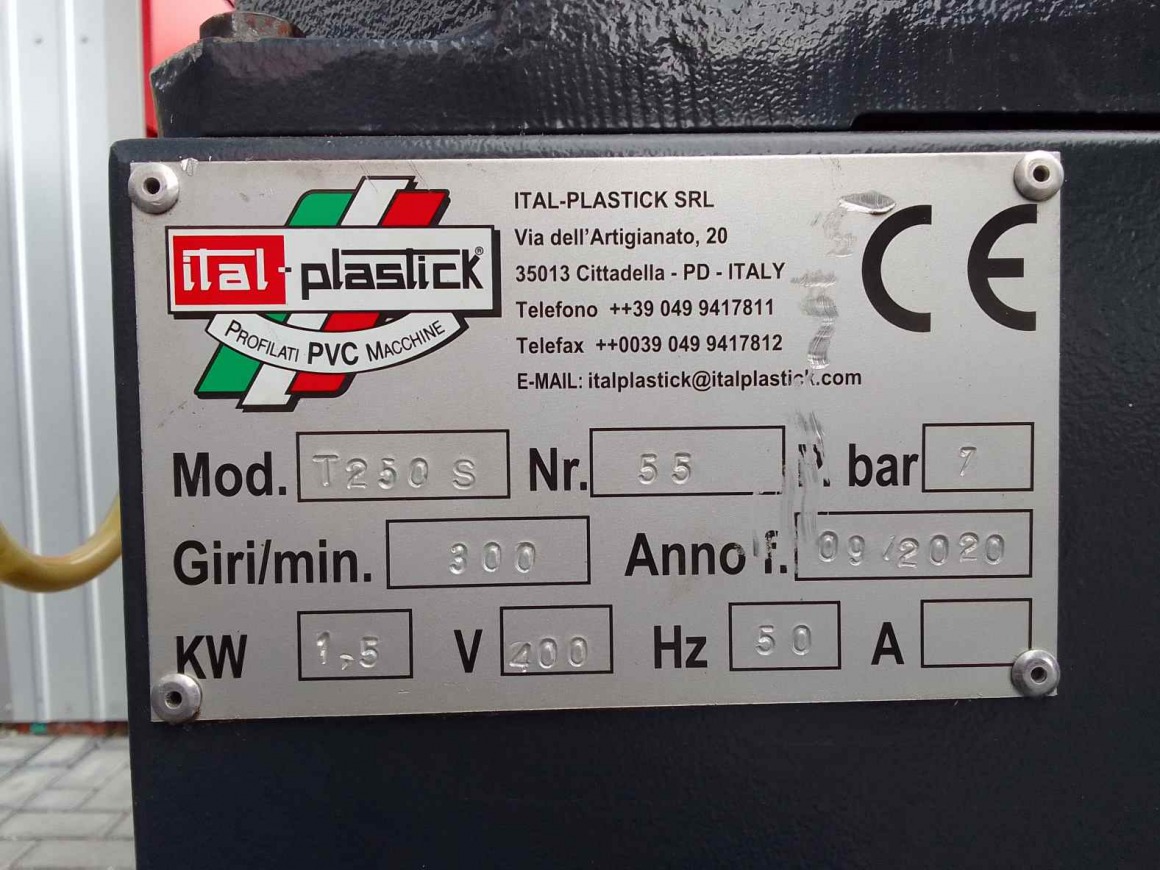 ital-plastick®
PROFILATI PVC MACCHINE
ITAL-PLASTICK SRL
Via dell'Artigianato, 20
35013 Cittadella - PD - ITALY
Telefono ++39 049 9417811
Telefax ++0039 049 9417812
E-MAIL: italplastick@italplastick.com
CE
Mod. T250 S Nr. 55 bar 7
Giri/min. 300 Anno f. 09/2020
KW 1,5 V 400 Hz 50 A